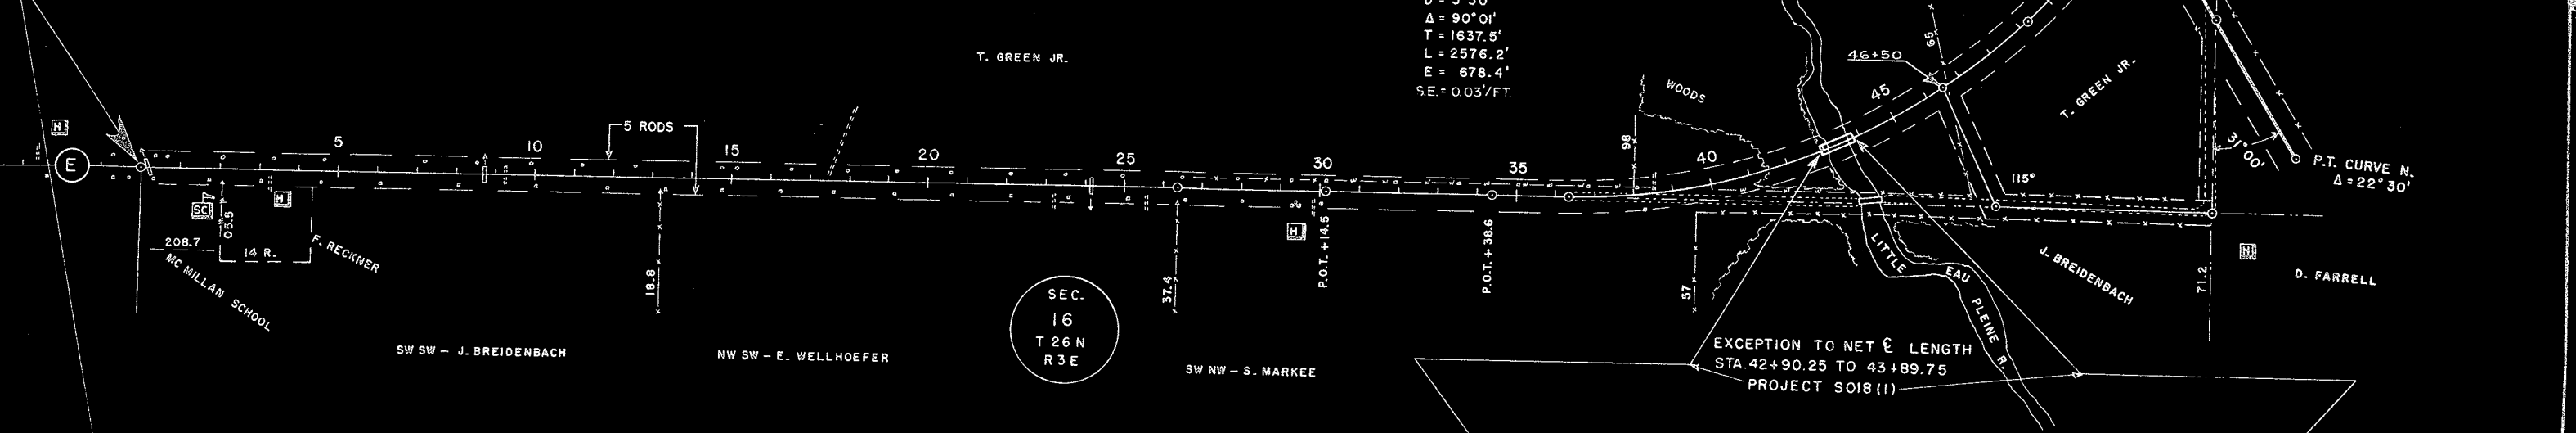 Δ = 90°01'
T = 1637.5'
L = 2576.2'
E = 678.4'
S.E. = 0.03'/FT.
T. GREEN JR.
46+50
65
WOODS
45
T. GREEN JR.
H
5 RODS
98
31°00'
P.T. CURVE N.
Δ = 22°30'
E
5
10
15
20
25
30
35
40
115°
SC
H
05.5
208.7
14 R.
F. RECKNER
MC MILLAN SCHOOL
18.8
37.4
H
P.O.T. + 14.5
P.O.T. + 38.6
57
LITTLE
EAU
PLEINE R.
J. BREIDENBACH
71.2
H
D. FARRELL
SEC.
16
T 26 N
R 3 E
SW SW — J. BREIDENBACH
NW SW — E. WELLHOEFER
SW NW — S. MARKEE
EXCEPTION TO NET ℄ LENGTH
STA. 42+90.25 TO 43+89.75
PROJECT S018 (1)